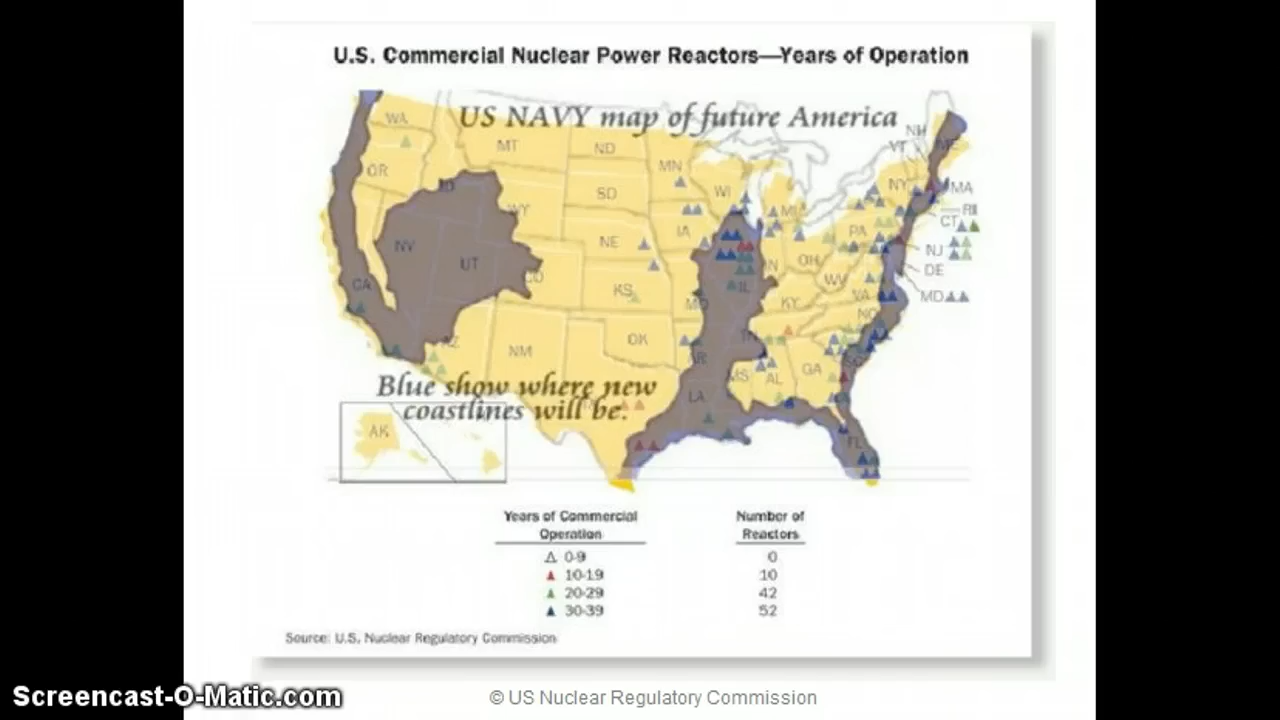 U.S. Commercial Nuclear Power Reactors—Years of Operation
US NAVY map of future America
WA
MT
ND
MN
NH
VT
ME
OR
ID
SD
WI
MI
NY
MA
WY
CT
RI
NV
UT
CO
NE
IA
IL
IN
OH
PA
NJ
DE
CA
KS
MO
KY
WV
VA
MD
AZ
NM
OK
AR
TN
NC
SC
MS
AL
GA
LA
FL
Blue show where new
coastlines will be.
AK
Years of Commercial
Operation
Number of
Reactors
0-9 0
10-19 10
20-29 42
30-39 52
Source: U.S. Nuclear Regulatory Commission
Screencast-O-Matic.com
© US Nuclear Regulatory Commission